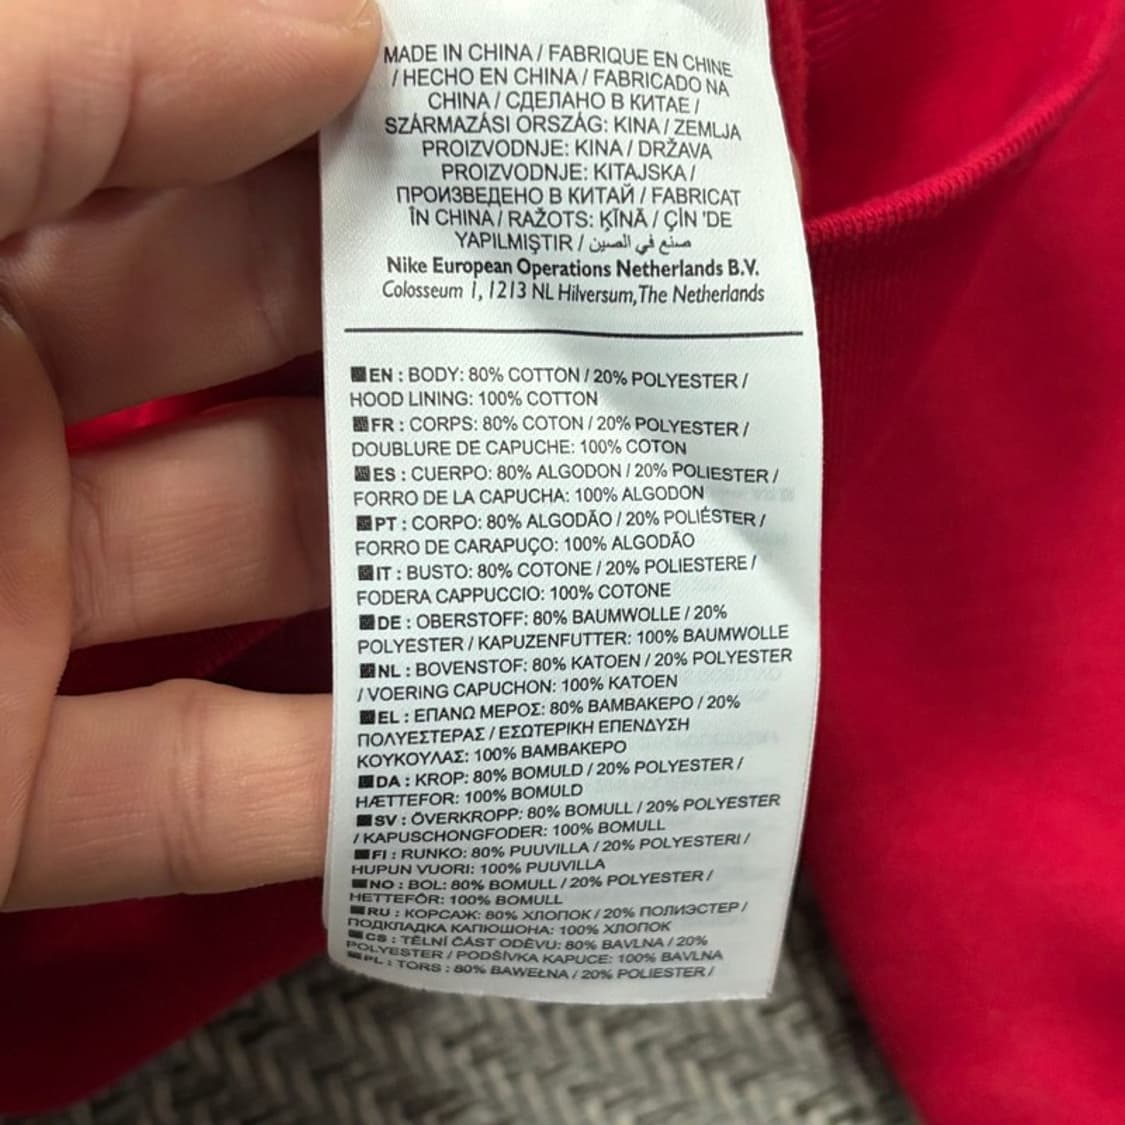 MADE IN CHINA / FABRIQUE EN CHINE
/ HECHO EN CHINA / FABRICADO NA
CHINA / СДЕЛАНО В КИТАЕ /
SZÁRMAZÁSI ORSZÁG: KINA / ZEMLJA
PROIZVODNJE: KINA / DRŽAVA
PROIZVODNJE: KITAJSKA /
ПРОИЗВЕДЕНО В КИТАЙ / FABRICAT
ÎN CHINA / RAŽOTS: ĶĪNĀ / ÇİN 'DE
YAPILMIŞTIR / صنع في الصين
Nike European Operations Netherlands B.V.
Colosseum 1, 1213 NL Hilversum, The Netherlands
EN : BODY: 80% COTTON / 20% POLYESTER /
HOOD LINING: 100% COTTON
FR : CORPS: 80% COTON / 20% POLYESTER /
DOUBLURE DE CAPUCHE: 100% COTON
ES : CUERPO: 80% ALGODON / 20% POLIESTER /
FORRO DE LA CAPUCHA: 100% ALGODON
PT : CORPO: 80% ALGODÃO / 20% POLIÉSTER /
FORRO DE CARAPUÇO: 100% ALGODÃO
IT : BUSTO: 80% COTONE / 20% POLIESTERE /
FODERA CAPPUCCIO: 100% COTONE
DE : OBERSTOFF: 80% BAUMWOLLE / 20%
POLYESTER / KAPUZENFUTTER: 100% BAUMWOLLE
NL : BOVENSTOF: 80% KATOEN / 20% POLYESTER
/ VOERING CAPUCHON: 100% KATOEN
EL : ΕΠΑΝΩ ΜΕΡΟΣ: 80% ΒΑΜΒΑΚΕΡΟ / 20%
ΠΟΛΥΕΣΤΕΡΑΣ / ΕΣΩΤΕΡΙΚΗ ΕΠΕΝΔΥΣΗ
ΚΟΥΚΟΥΛΑΣ: 100% ΒΑΜΒΑΚΕΡΟ
DA : KROP: 80% BOMULD / 20% POLYESTER /
HÆTTEFOR: 100% BOMULD
SV : ÖVERKROPP: 80% BOMULL / 20% POLYESTER
/ KAPUSCHONGFODER: 100% BOMULL
FI : RUNKO: 80% PUUVILLA / 20% POLYESTERI /
HUPUN VUORI: 100% PUUVILLA
NO : BOL: 80% BOMULL / 20% POLYESTER /
HETTEFÔR: 100% BOMULL
RU : КОРСАЖ: 80% ХЛОПОК / 20% ПОЛИЭСТЕР /
ПОДКЛАДКА КАПЮШОНА: 100% ХЛОПОК
CS : TĚLNÍ ČÁST ODĚVU: 80% BAVLNA / 20%
POLYESTER / PODŠÍVKA KAPUCE: 100% BAVLNA
PL : TORS : 80% BAWEŁNA / 20% POLIESTER /